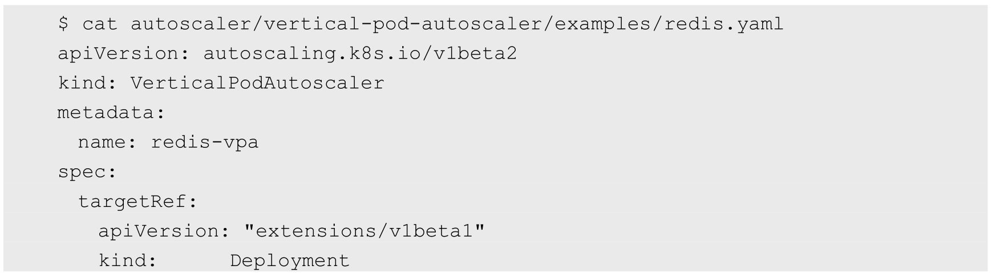 $ cat autoscaler/vertical-pod-autoscaler/examples/redis.yaml
apiVersion: autoscaling.k8s.io/v1beta2
kind: VerticalPodAutoscaler
metadata:
  name: redis-vpa
spec:
  targetRef:
    apiVersion: "extensions/v1beta1"
    kind:       Deployment